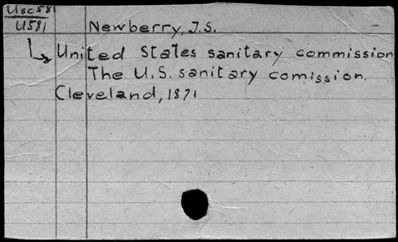 Usc581
U581
Newberry, J.S.
United States sanitary commission
The U.S. sanitary comission.
Cleveland, 1871